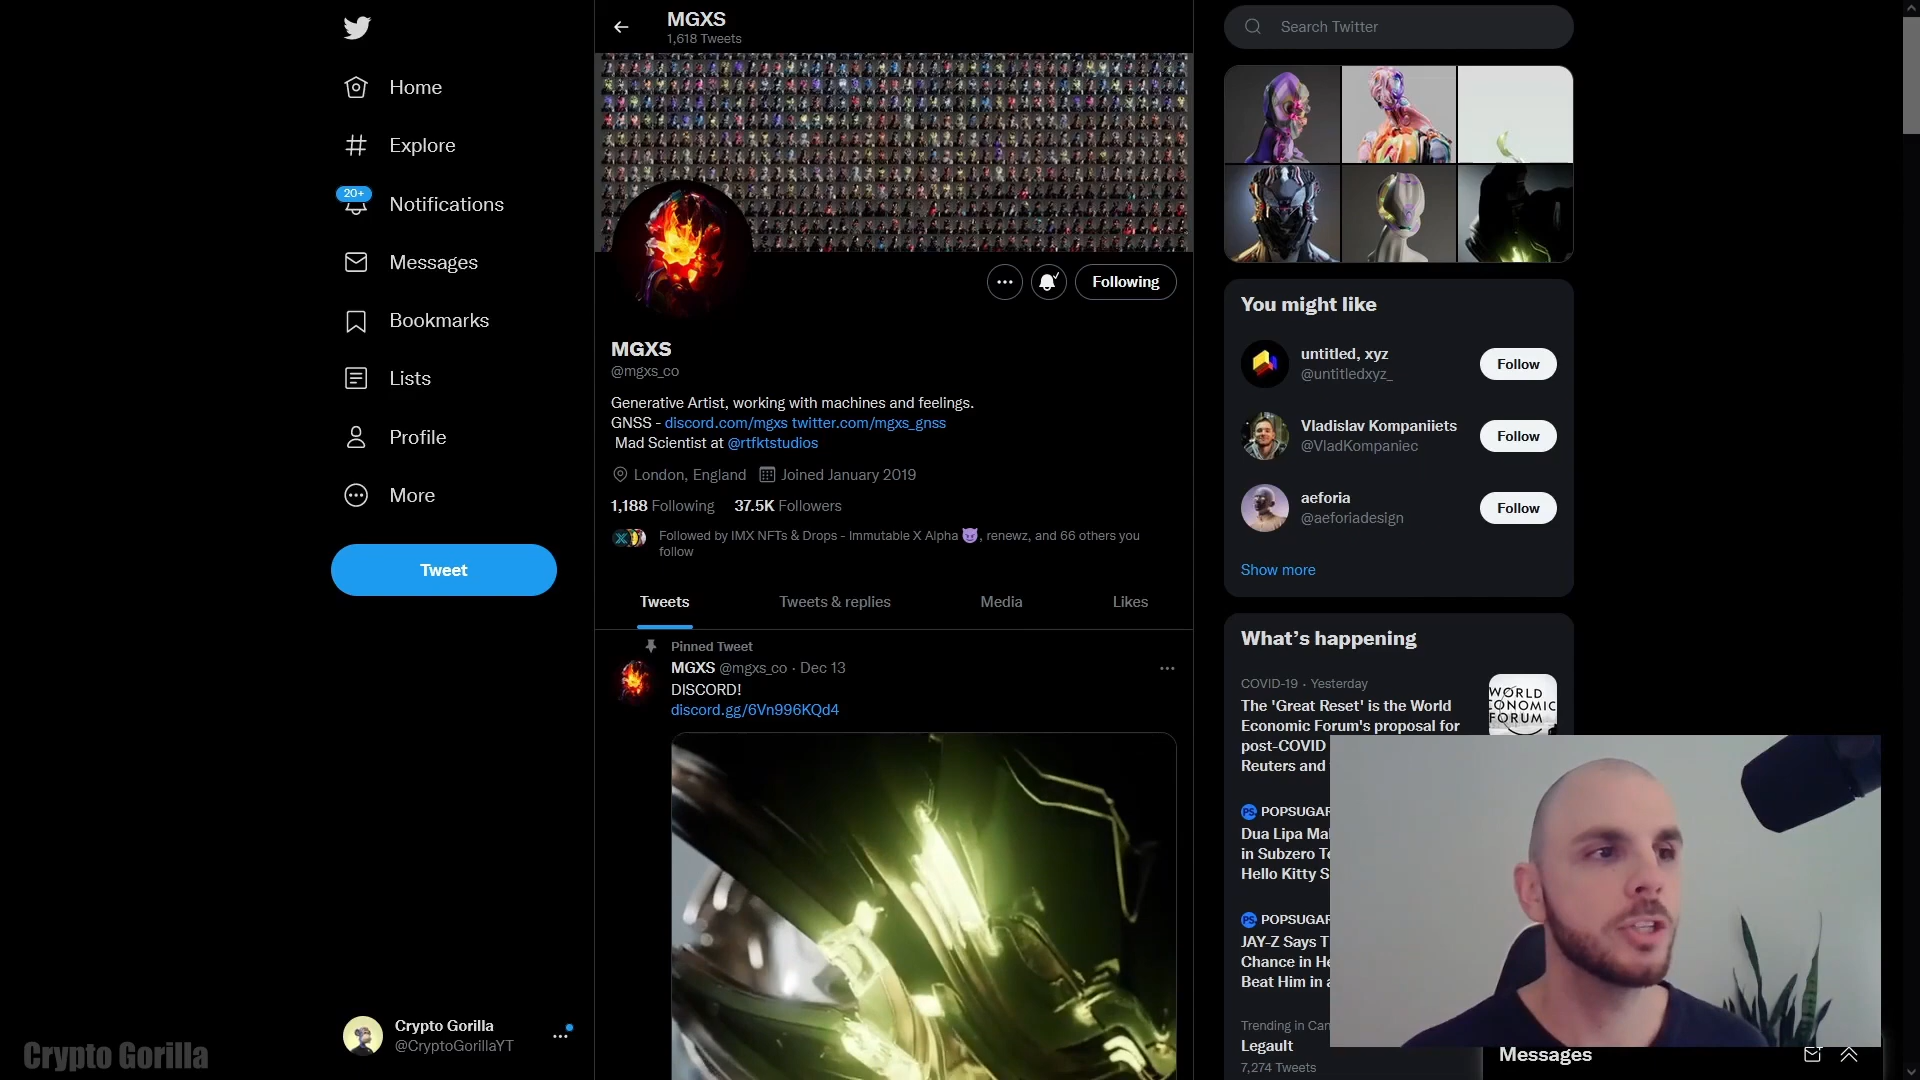 MGXS
1,618 Tweets
Search Twitter
Home
Explore
20+
Notifications
Messages
Bookmarks
Lists
Profile
More
Tweet
Following
MGXS
@mgxs_co
Generative Artist, working with machines and feelings.
GNSS - discord.com/mgxs twitter.com/mgxs_gnss
Mad Scientist at @rtfktstudios
London, England Joined January 2019
1,188 Following 37.5K Followers
Followed by IMX NFTs & Drops - Immutable X Alpha 😈, renewz, and 66 others you
follow
Tweets Tweets & replies Media Likes
Pinned Tweet
MGXS @mgxs_co · Dec 13
DISCORD!
discord.gg/6Vn996KQd4
You might like
untitled, xyz
@untitledxyz_
Follow
Vladislav Kompaniiets
@VladKompaniec
Follow
aeforia
@aeforiadesign
Follow
Show more
What's happening
COVID-19 · Yesterday
The 'Great Reset' is the World
Economic Forum's proposal for
post-COVID
Reuters and
WORLD
ECONOMIC
FORUM
PS POPSUGAR
Dua Lipa Ma
in Subzero T
Hello Kitty S
PS POPSUGAR
JAY-Z Says T
Chance in He
Beat Him in a
Trending in Can
Legault
7,274 Tweets
Messages
Crypto Gorilla
@CryptoGorillaYT
Crypto Gorilla